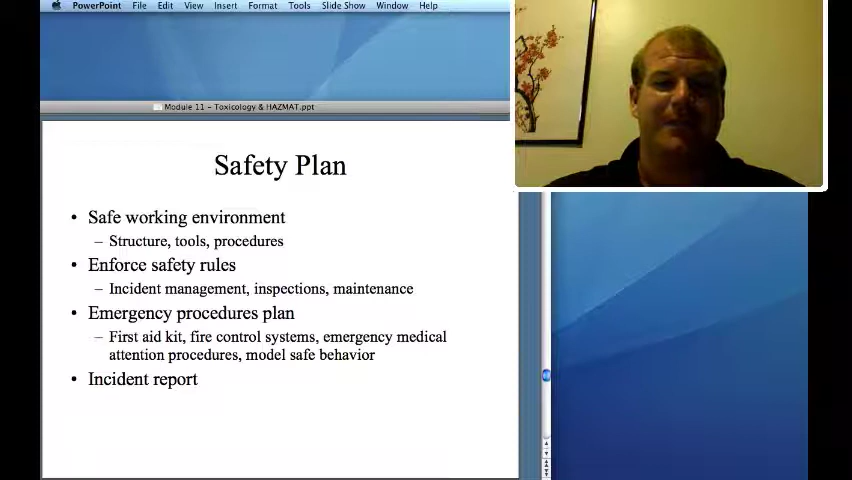 PowerPoint File Edit View Insert Format Tools Slide Show Window Help
Module 11 - Toxicology & HAZMAT.ppt
Safety Plan
• Safe working environment
– Structure, tools, procedures
• Enforce safety rules
– Incident management, inspections, maintenance
• Emergency procedures plan
– First aid kit, fire control systems, emergency medical
attention procedures, model safe behavior
• Incident report